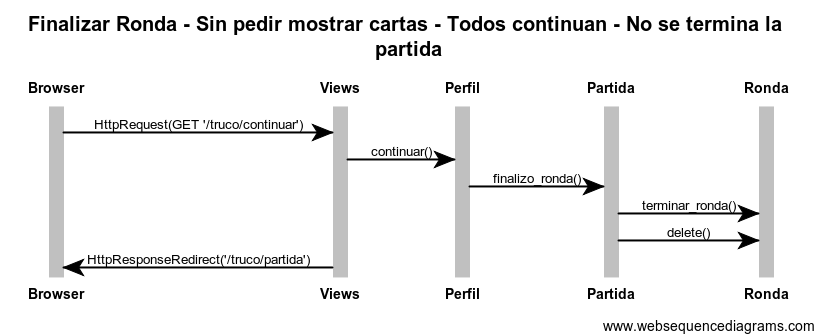 Finalizar Ronda - Sin pedir mostrar cartas - Todos continuan - No se termina la
partida
Browser Views Perfil Partida Ronda
HttpRequest(GET '/truco/continuar')
continuar()
finalizo_ronda()
terminar_ronda()
delete()
HttpResponseRedirect('/truco/partida')
Browser Views Perfil Partida Ronda
www.websequencediagrams.com